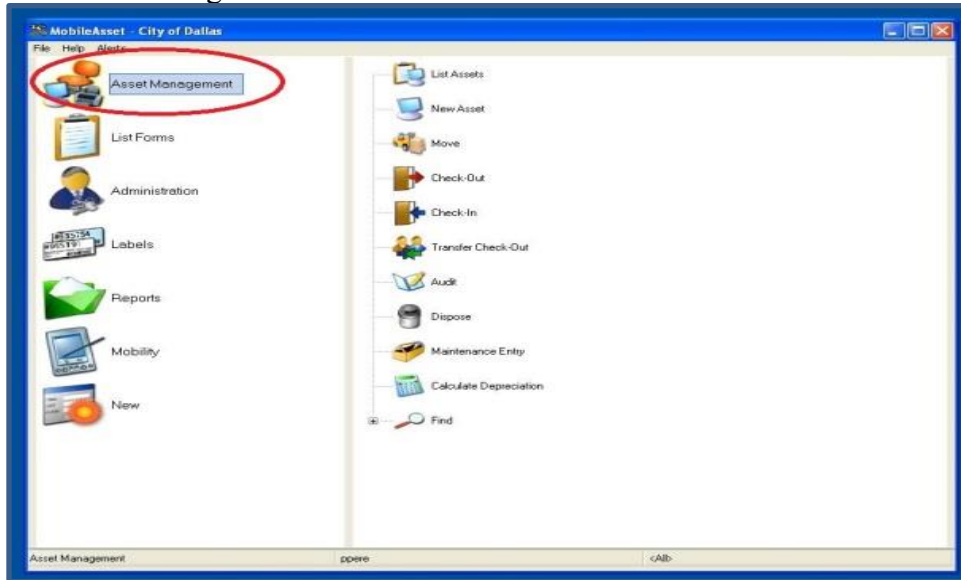 MobileAsset - City of Dallas
File Help Alerts
Asset Management
List Forms
Administration
Labels
Reports
Mobility
New
List Assets
New Asset
Move
Check-Out
Check-In
Transfer Check-Out
Audit
Dispose
Maintenance Entry
Calculate Depreciation
Find
Asset Management ppere <All>